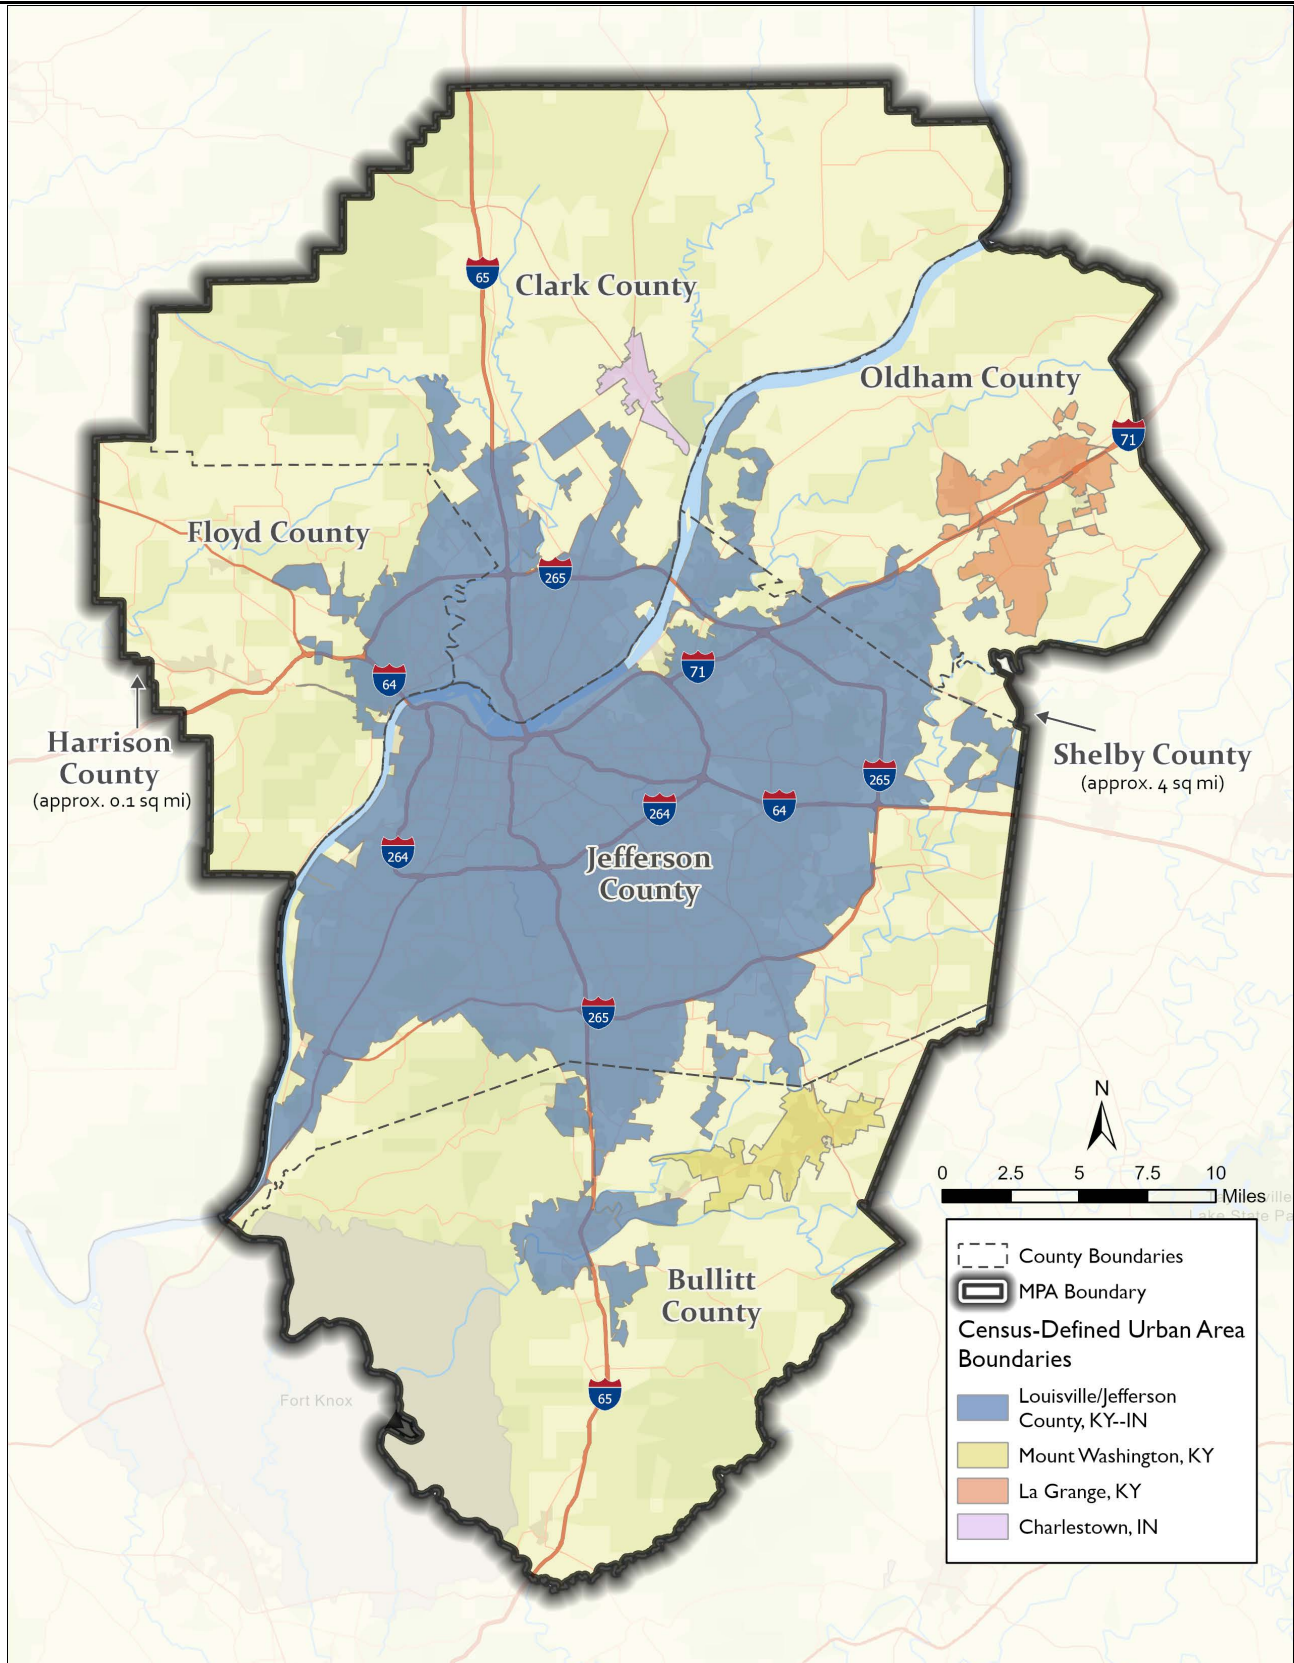 65
Clark County
Oldham County
71
Floyd County
265
71
64
Harrison
County
(approx. 0.1 sq mi)
Shelby County
(approx. 4 sq mi)
265
264
64
264
Jefferson
County
265
N
0 2.5 5 7.5 10
Miles
Lake State Pa
Bullitt
County
65
Fort Knox
County Boundaries
MPA Boundary
Census-Defined Urban Area
Boundaries
Louisville/Jefferson
County, KY--IN
Mount Washington, KY
La Grange, KY
Charlestown, IN